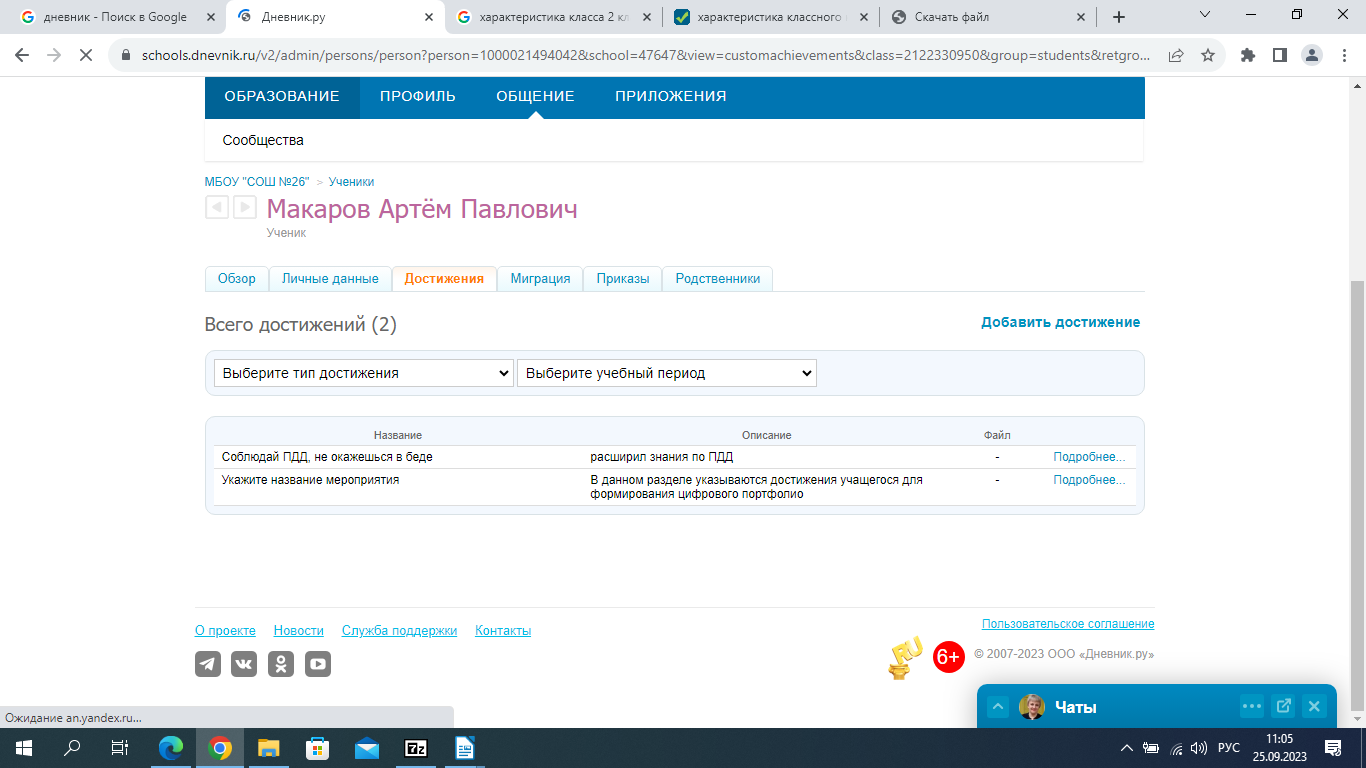 дневник - Поиск в Google
Дневник.ру
характеристика класса 2 кл
характеристика классного
Скачать файл
schools.dnevnik.ru/v2/admin/persons/person?person=1000021494042&school=47647&view=customachievements&class=2122330950&group=students&retgro...
ОБРАЗОВАНИЕ ПРОФИЛЬ ОБЩЕНИЕ ПРИЛОЖЕНИЯ
Сообщества
МБОУ "СОШ №26" > Ученики
Макаров Артём Павлович
Ученик
Обзор Личные данные Достижения Миграция Приказы Родственники
Всего достижений (2)
Добавить достижение
Выберите тип достижения Выберите учебный период
Название Описание Файл
Соблюдай ПДД, не окажешься в беде расширил знания по ПДД - Подробнее...
Укажите название мероприятия В данном разделе указываются достижения учащегося для - Подробнее...
формирования цифрового портфолио
О проекте Новости Служба поддержки Контакты
Пользовательское соглашение
RU 6+ © 2007-2023 ООО «Дневник.ру»
Чаты
Ожидание an.yandex.ru...
7z
РУС
11:05
25.09.2023